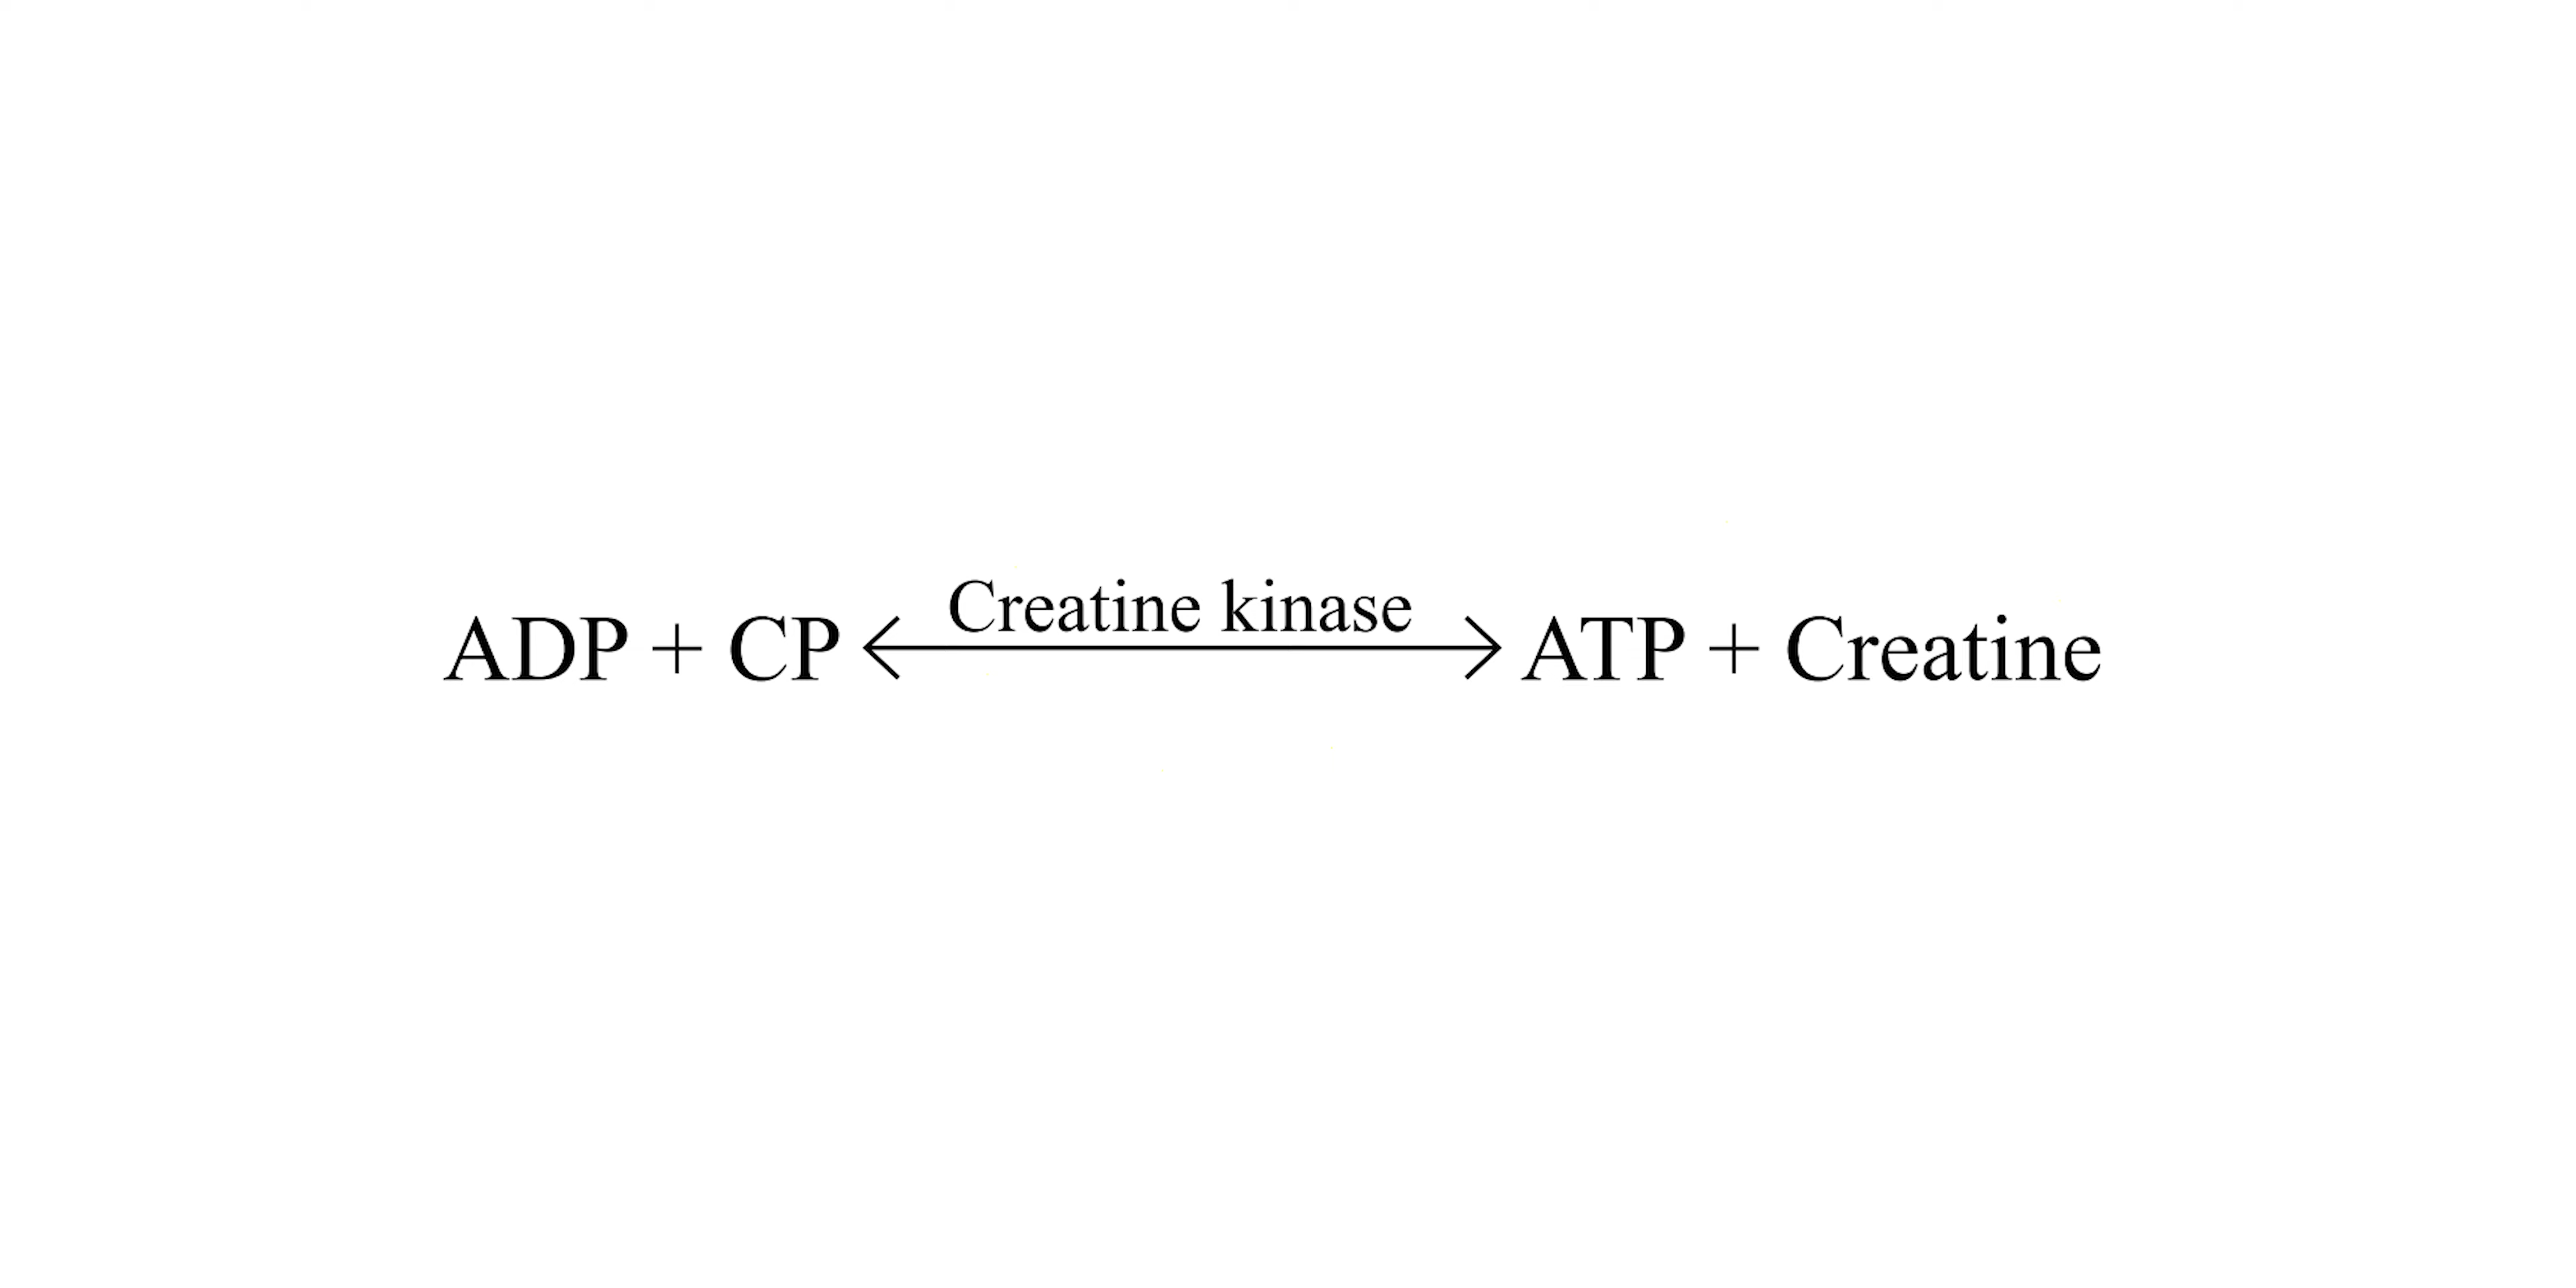 ADP + CP ⟷ ATP + Creatine
Creatine kinase